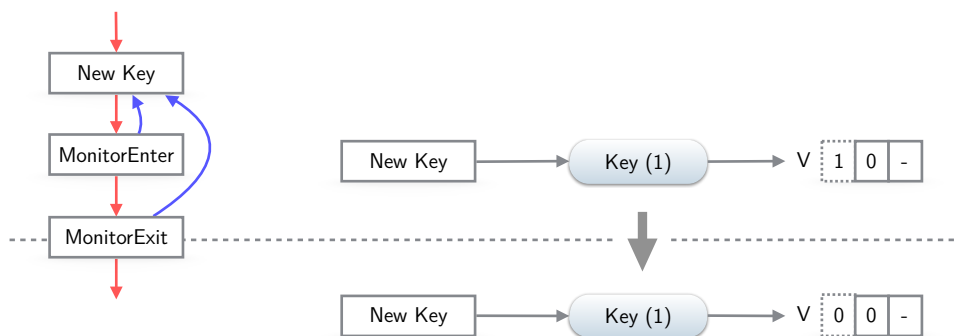 New Key
MonitorEnter
MonitorExit
New Key Key (1) V 1 0 -
New Key Key (1) V 0 0 -